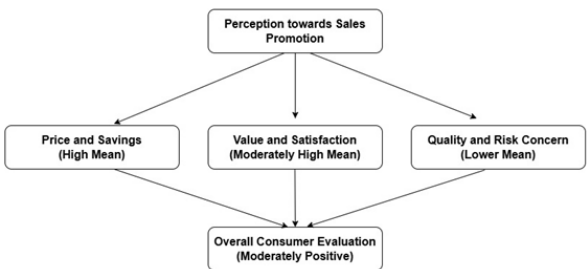 Perception towards Sales
Promotion
Price and Savings
(High Mean)
Value and Satisfaction
(Moderately High Mean)
Quality and Risk Concern
(Lower Mean)
Overall Consumer Evaluation
(Moderately Positive)